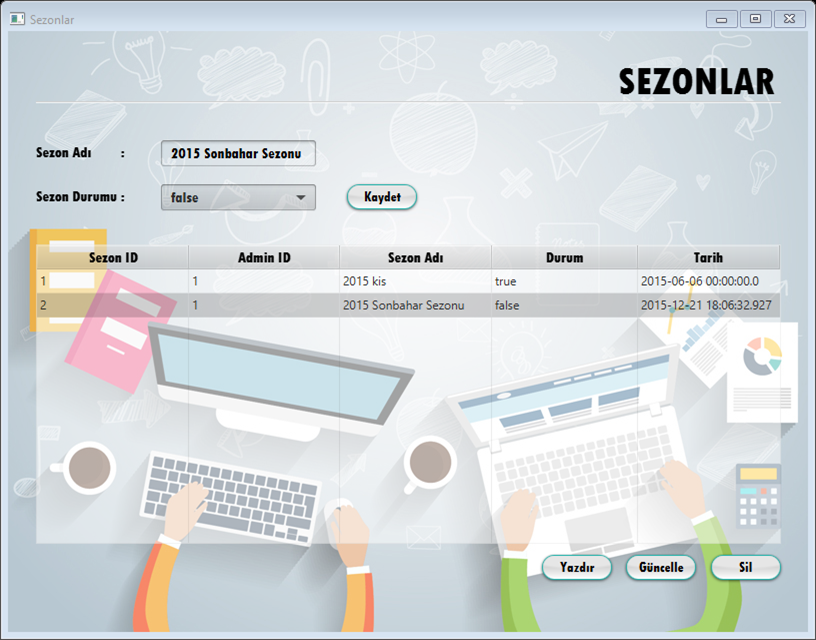 Sezonlar
SEZONLAR
Sezon Adı :
2015 Sonbahar Sezonu
Sezon Durumu :
false
Kaydet
Sezon ID Admin ID Sezon Adı Durum Tarih
1 1 2015 kis true 2015-06-06 00:00:00.0
2 1 2015 Sonbahar Sezonu false 2015-12-21 18:06:32.927
Yazdır Güncelle Sil